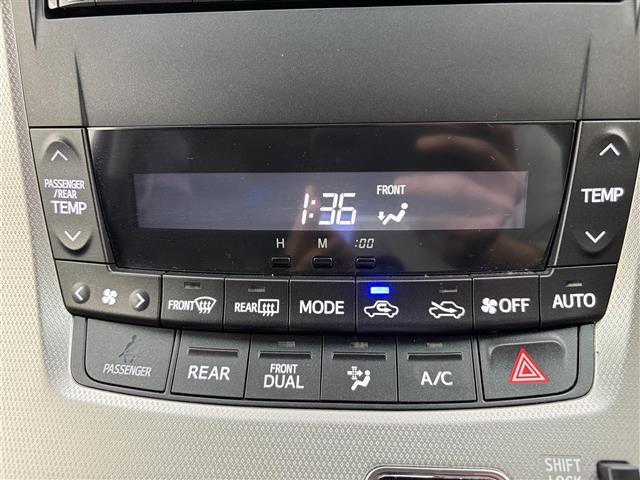 PASSENGER
/REAR
TEMP
FRONT
1:36
H M :00
TEMP
FRONT REAR MODE OFF AUTO
PASSENGER REAR FRONT DUAL A/C
SHIFT
LOCK